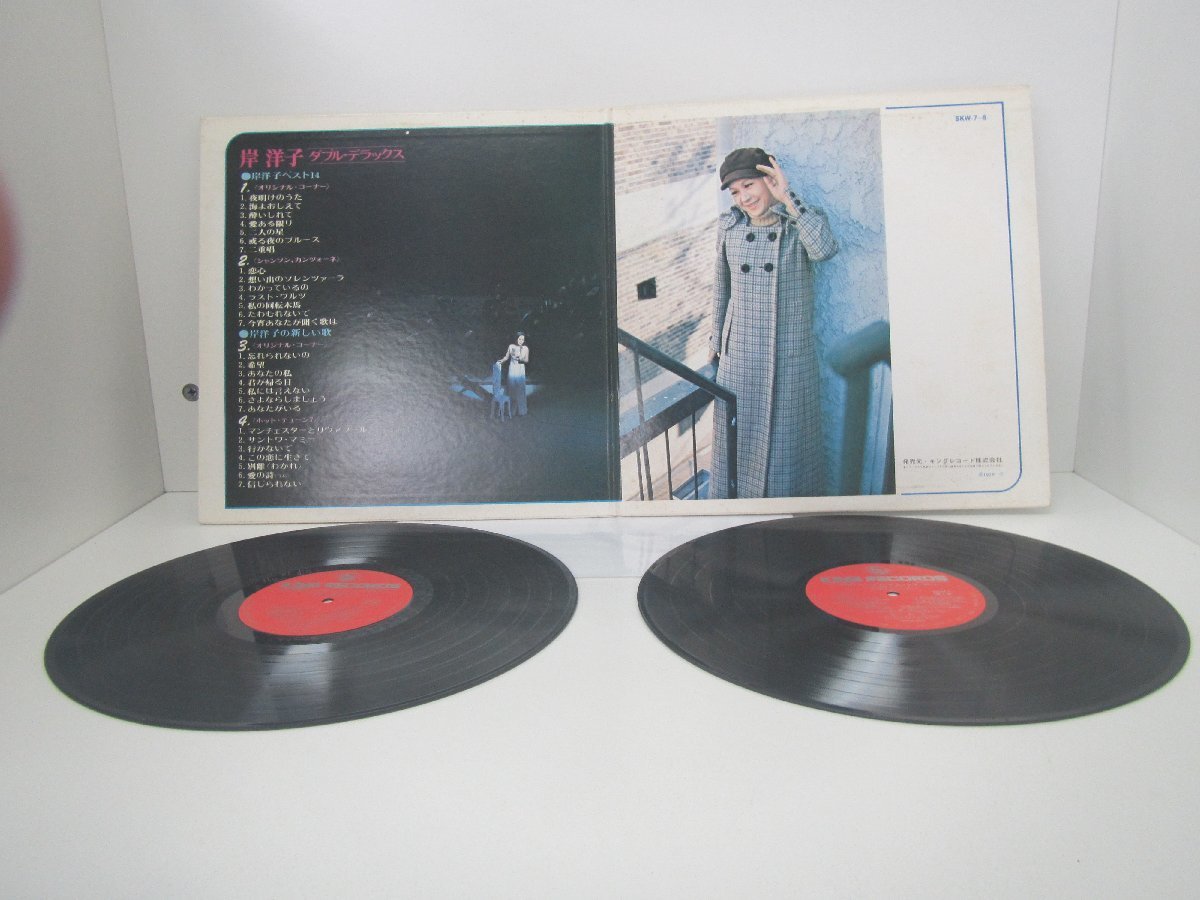 岸 洋子 ダブル・デラックス
●岸洋子ベスト14
1. 〈オリジナル・コーナー〉
1. 夜明けのうた
2. 海よおしえて
3. 酔いしれて
4. 愛ある限り
5. 二人の星
6. 或る夜のブルース
7. 二重唱
2. 〈シャンソン、カンツォーネ〉
1. 恋心
2. 想い出のソレンツァーラ
3. わかっているの
4. ラスト・ワルツ
5. 私の回転木馬
6. たわむれないで
7. 今宵あなたが聞く歌は
●岸洋子の新しい歌
3. 〈オリジナル・コーナー〉
1. 忘れられないの
2. 希望
3. あなたの私
4. 君が帰る日
5. 私には言えない
6. さよならしましょう
7. あなたがいる
4. 〈ホット・チューン〉
1. マンチェスターとリヴァプール
2. サントワ・マミー
3. 行かないで
4. この恋に生きて
5. 別離(わかれ)
6. 愛の詩
7. 信じられない
SKW-7-8
発売元・キングレコード株式会社
KING RECORDS
KING RECORDS